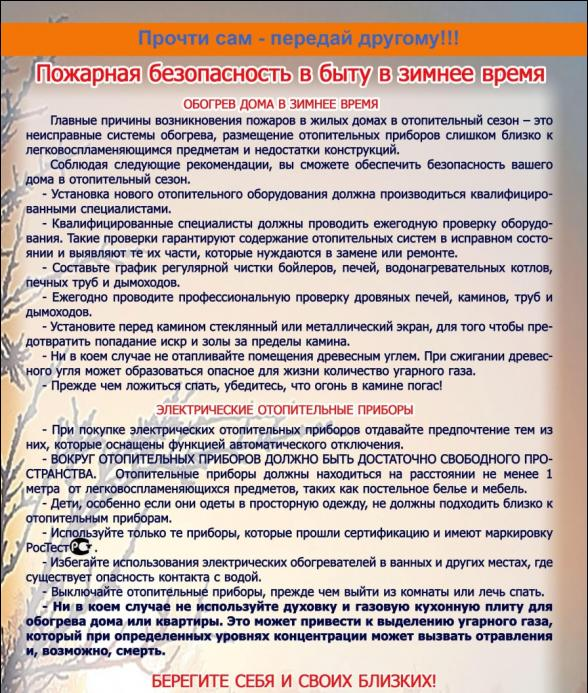 Прочти сам - передай другому!!!
Пожарная безопасность в быту в зимнее время
ОБОГРЕВ ДОМА В ЗИМНЕЕ ВРЕМЯ
Главные причины возникновения пожаров в жилых домах в отопительный сезон – это
неисправные системы обогрева, размещение отопительных приборов слишком близко к
легковоспламеняющимся предметам и недостатки конструкций.
Соблюдая следующие рекомендации, вы сможете обеспечить безопасность вашего
дома в отопительный сезон.
- Установка нового отопительного оборудования должна производиться квалифициро-
ванными специалистами.
- Квалифицированные специалисты должны проводить ежегодную проверку оборудо-
вания. Такие проверки гарантируют содержание отопительных систем в исправном состо-
янии и выявляют те их части, которые нуждаются в замене или ремонте.
- Составьте график регулярной чистки бойлеров, печей, водонагревательных котлов,
печных труб и дымоходов.
- Ежегодно проводите профессиональную проверку дровяных печей, каминов, труб и
дымоходов.
- Установите перед камином стеклянный или металлический экран, для того чтобы пре-
дотвратить попадание искр и золы за пределы камина.
- Ни в коем случае не отапливайте помещения древесным углем. При сжигании древес-
ного угля может образоваться опасное для жизни количество угарного газа.
- Прежде чем ложиться спать, убедитесь, что огонь в камине погас!
ЭЛЕКТРИЧЕСКИЕ ОТОПИТЕЛЬНЫЕ ПРИБОРЫ
- При покупке электрических отопительных приборов отдавайте предпочтение тем из
них, которые оснащены функцией автоматического отключения.
- ВОКРУГ ОТОПИТЕЛЬНЫХ ПРИБОРОВ ДОЛЖНО БЫТЬ ДОСТАТОЧНО СВОБОДНОГО ПРО-
СТРАНСТВА. Отопительные приборы должны находиться на расстоянии не менее 1
метра от легковоспламеняющихся предметов, таких как постельное белье и мебель.
- Дети, особенно если они одеты в просторную одежду, не должны подходить близко к
отопительным приборам.
- Используйте только те приборы, которые прошли сертификацию и имеют маркировку
РосТест .
- Избегайте использования электрических обогревателей в ванных и других местах, где
существует опасность контакта с водой.
- Выключайте отопительные приборы, прежде чем выйти из комнаты или лечь спать.
- Ни в коем случае не используйте духовку и газовую кухонную плиту для
обогрева дома или квартиры. Это может привести к выделению угарного газа,
который при определенных уровнях концентрации может вызвать отравления
и, возможно, смерть.
БЕРЕГИТЕ СЕБЯ И СВОИХ БЛИЗКИХ!